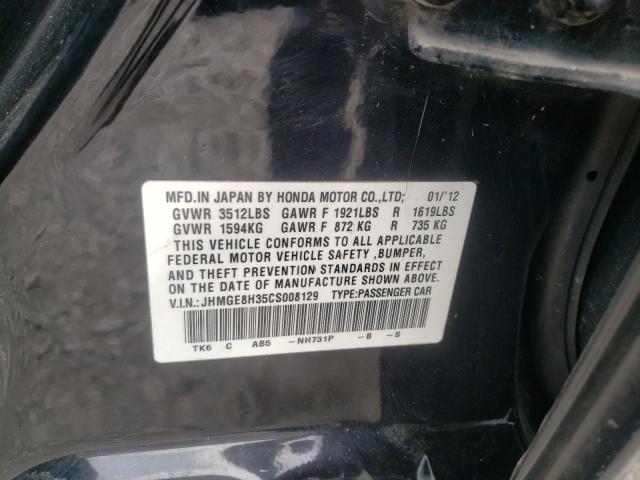 MFD.IN JAPAN BY HONDA MOTOR CO.,LTD; 01/'12
GVWR 3512LBS GAWR F 1921LBS R 1619LBS
GVWR 1594KG GAWR F 872 KG R 735 KG
THIS VEHICLE CONFORMS TO ALL APPLICABLE
FEDERAL MOTOR VEHICLE SAFETY ,BUMPER,
AND THEFT PREVENTION STANDARDS IN EFFECT
ON THE DATE OF MANUFACTURE SHOWN ABOVE.
V.I.N.:JHMGE8H35CS008129 TYPE:PASSENGER CAR
TK6 C AB5 -NH731P -B -S